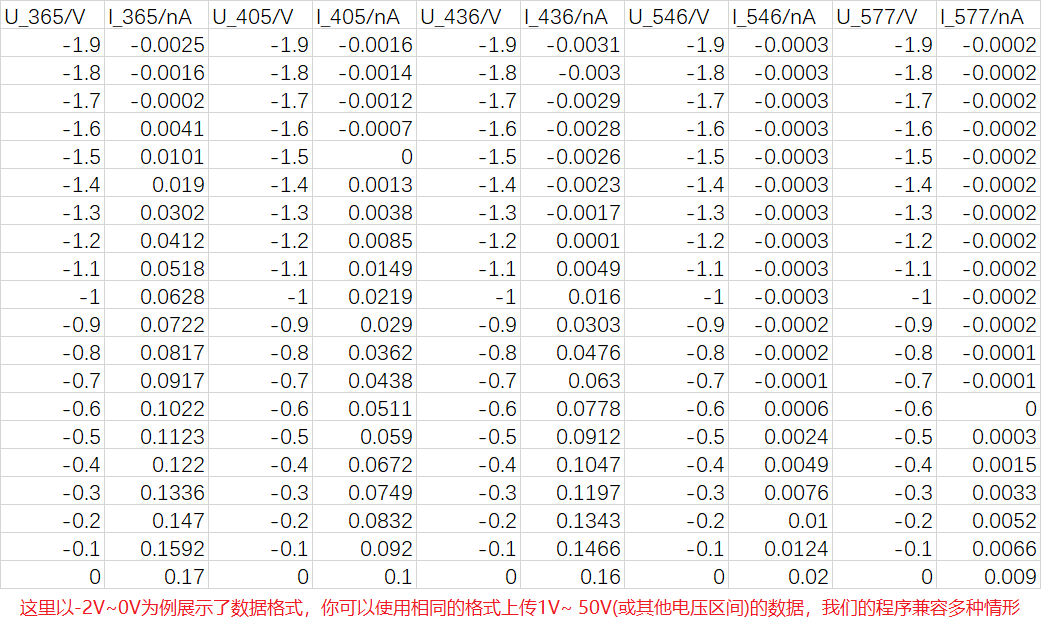 U_365/V I_365/nA U_405/V I_405/nA U_436/V I_436/nA U_546/V I_546/nA U_577/V I_577/nA
-1.9 -0.0025 -1.9 -0.0016 -1.9 -0.0031 -1.9 -0.0003 -1.9 -0.0002
-1.8 -0.0016 -1.8 -0.0014 -1.8 -0.003 -1.8 -0.0003 -1.8 -0.0002
-1.7 -0.0002 -1.7 -0.0012 -1.7 -0.0029 -1.7 -0.0003 -1.7 -0.0002
-1.6 0.0041 -1.6 -0.0007 -1.6 -0.0028 -1.6 -0.0003 -1.6 -0.0002
-1.5 0.0101 -1.5 0 -1.5 -0.0026 -1.5 -0.0003 -1.5 -0.0002
-1.4 0.019 -1.4 0.0013 -1.4 -0.0023 -1.4 -0.0003 -1.4 -0.0002
-1.3 0.0302 -1.3 0.0038 -1.3 -0.0017 -1.3 -0.0003 -1.3 -0.0002
-1.2 0.0412 -1.2 0.0085 -1.2 0.0001 -1.2 -0.0003 -1.2 -0.0002
-1.1 0.0518 -1.1 0.0149 -1.1 0.0049 -1.1 -0.0003 -1.1 -0.0002
-1 0.0628 -1 0.0219 -1 0.016 -1 -0.0003 -1 -0.0002
-0.9 0.0722 -0.9 0.029 -0.9 0.0303 -0.9 -0.0002 -0.9 -0.0002
-0.8 0.0817 -0.8 0.0362 -0.8 0.0476 -0.8 -0.0002 -0.8 -0.0001
-0.7 0.0917 -0.7 0.0438 -0.7 0.063 -0.7 -0.0001 -0.7 -0.0001
-0.6 0.1022 -0.6 0.0511 -0.6 0.0778 -0.6 0.0006 -0.6 0
-0.5 0.1123 -0.5 0.059 -0.5 0.0912 -0.5 0.0024 -0.5 0.0003
-0.4 0.122 -0.4 0.0672 -0.4 0.1047 -0.4 0.0049 -0.4 0.0015
-0.3 0.1336 -0.3 0.0749 -0.3 0.1197 -0.3 0.0076 -0.3 0.0033
-0.2 0.147 -0.2 0.0832 -0.2 0.1343 -0.2 0.01 -0.2 0.0052
-0.1 0.1592 -0.1 0.092 -0.1 0.1466 -0.1 0.0124 -0.1 0.0066
0 0.17 0 0.1 0 0.16 0 0.02 0 0.009
这里以-2V~0V为例展示了数据格式，你可以使用相同的格式上传1V~ 50V(或其他电压区间)的数据，我们的程序兼容多种情形